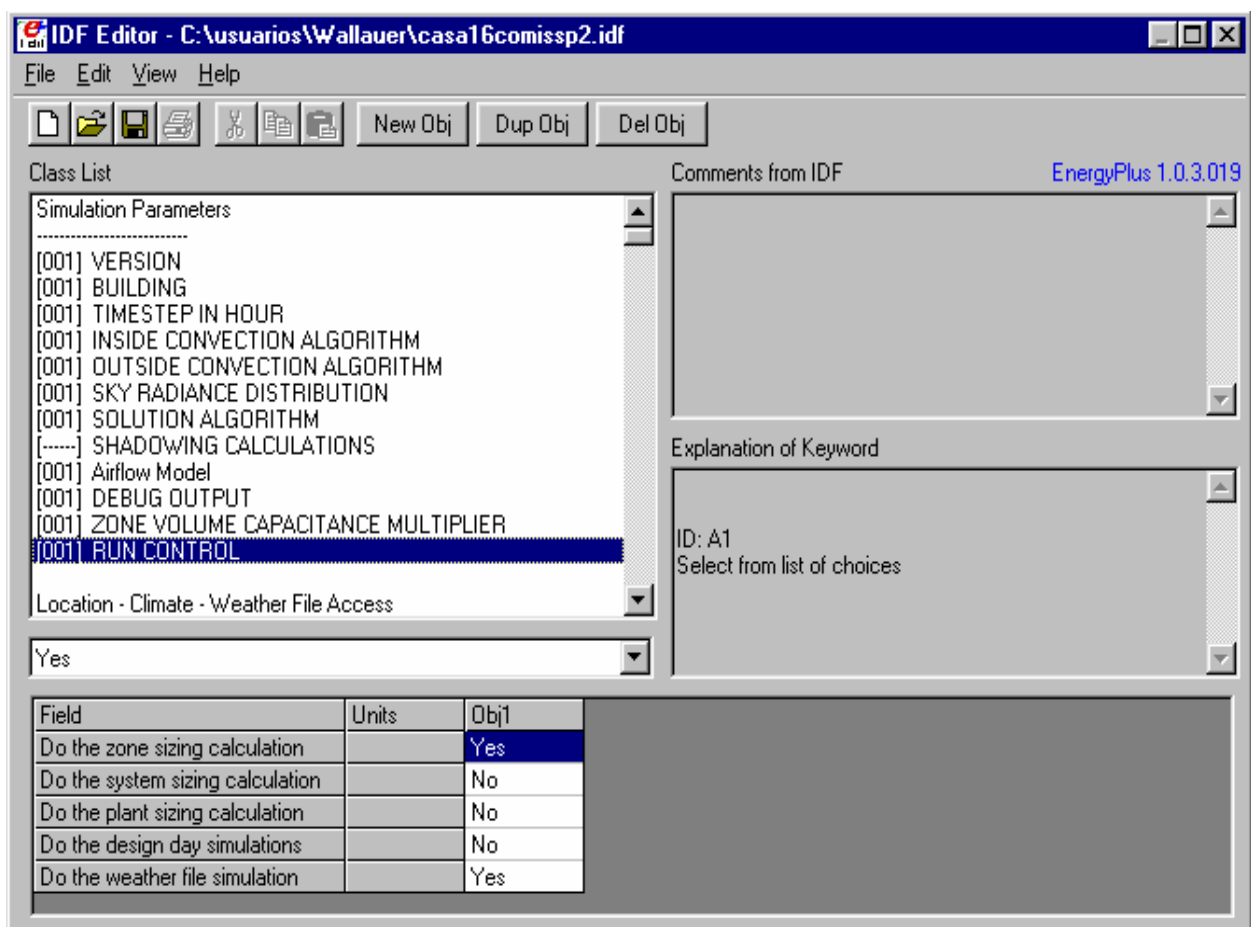 IDF Editor - C:\usuarios\Wallauer\casa16comissp2.idf
File Edit View Help
New Obj Dup Obj Del Obj
Class List
Comments from IDF EnergyPlus 1.0.3.019
Simulation Parameters
--------------------------
[001] VERSION
[001] BUILDING
[001] TIMESTEP IN HOUR
[001] INSIDE CONVECTION ALGORITHM
[001] OUTSIDE CONVECTION ALGORITHM
[001] SKY RADIANCE DISTRIBUTION
[001] SOLUTION ALGORITHM
[------] SHADOWING CALCULATIONS
[001] Airflow Model
[001] DEBUG OUTPUT
[001] ZONE VOLUME CAPACITANCE MULTIPLIER
[001] RUN CONTROL
Location - Climate - Weather File Access
Explanation of Keyword
ID: A1
Select from list of choices
Yes
Field Units Obj1
Do the zone sizing calculation Yes
Do the system sizing calculation No
Do the plant sizing calculation No
Do the design day simulations No
Do the weather file simulation Yes